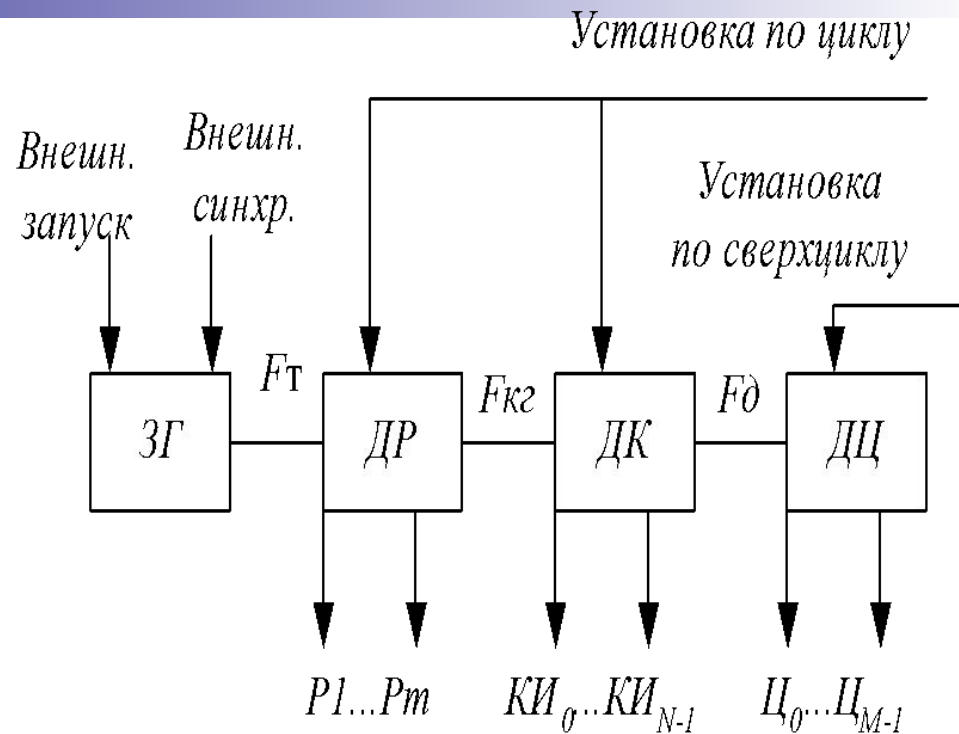 Установка по циклу
Внешн.
запуск
Внешн.
синхр.
Установка
по сверхциклу
Fт
Fкг
Fд
ЗГ
ДР
ДК
ДЦ
P1...Pm
КИ0...КИN-1
Ц0...ЦM-1